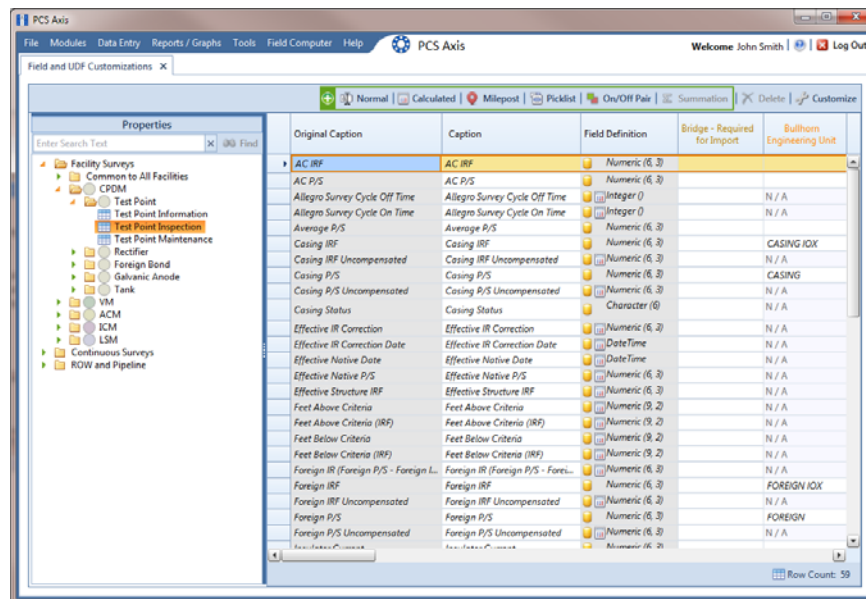 PCS Axis
File Modules Data Entry Reports / Graphs Tools Field Computer Help PCS Axis Welcome John Smith | | Log Out
Field and UDF Customizations X
Normal | Calculated | Milepost | Picklist | On/Off Pair | Summation | Delete | Customize
Properties
Enter Search Text x Find
Facility Surveys
Common to All Facilities
CPDM
Test Point
Test Point Information
Test Point Inspection
Test Point Maintenance
Rectifier
Foreign Bond
Galvanic Anode
Tank
VM
ACM
ICM
LSM
Continuous Surveys
ROW and Pipeline
Original Caption Caption Field Definition Bridge - Required for Import Bullhorn Engineering Unit
AC IRF AC IRF Numeric (6, 3)
AC P/S AC P/S Numeric (6, 3)
Allegro Survey Cycle Off Time Allegro Survey Cycle Off Time Integer () N / A
Allegro Survey Cycle On Time Allegro Survey Cycle On Time Integer () N / A
Average P/S Average P/S Numeric (6, 3)
Casing IRF Casing IRF Numeric (6, 3) CASING IOX
Casing IRF Uncompensated Casing IRF Uncompensated Numeric (6, 3) N / A
Casing P/S Casing P/S Numeric (6, 3) CASING
Casing P/S Uncompensated Casing P/S Uncompensated Numeric (6, 3) N / A
Casing Status Casing Status Character (6) N / A
Effective IR Correction Effective IR Correction Numeric (6, 3) N / A
Effective IR Correction Date Effective IR Correction Date DateTime N / A
Effective Native Date Effective Native Date DateTime N / A
Effective Native P/S Effective Native P/S Numeric (6, 3) N / A
Effective Structure IRF Effective Structure IRF Numeric (6, 3) N / A
Feet Above Criteria Feet Above Criteria Numeric (9, 2) N / A
Feet Above Criteria (IRF) Feet Above Criteria (IRF) Numeric (9, 2) N / A
Feet Below Criteria Feet Below Criteria Numeric (9, 2) N / A
Feet Below Criteria (IRF) Feet Below Criteria (IRF) Numeric (9, 2) N / A
Foreign IR (Foreign P/S - Foreign I... Foreign IR (Foreign P/S - Forei... Numeric (6, 3) N / A
Foreign IRF Foreign IRF Numeric (6, 3) FOREIGN IOX
Foreign IRF Uncompensated Foreign IRF Uncompensated Numeric (6, 3) N / A
Foreign P/S Foreign P/S Numeric (6, 3) FOREIGN
Foreign P/S Uncompensated Foreign P/S Uncompensated Numeric (6, 3) N / A
Row Count: 59